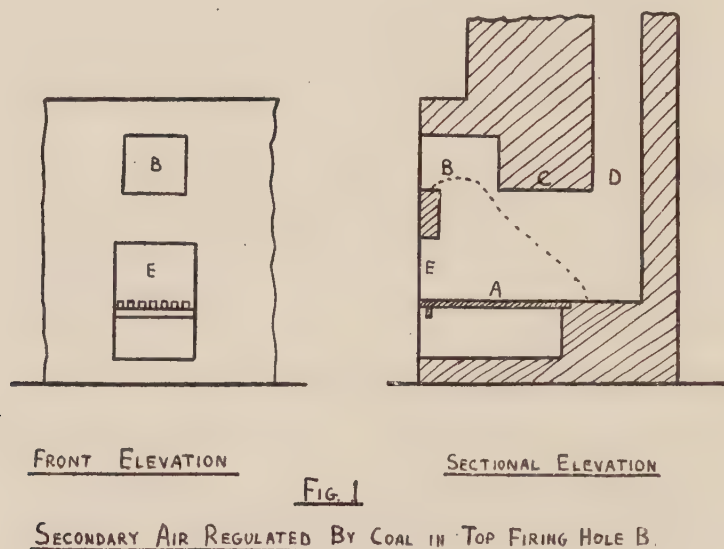 B
E
B
C
D
E
A
FRONT ELEVATION
SECTIONAL ELEVATION
FIG. 1
SECONDARY AIR REGULATED BY COAL IN TOP FIRING HOLE B.